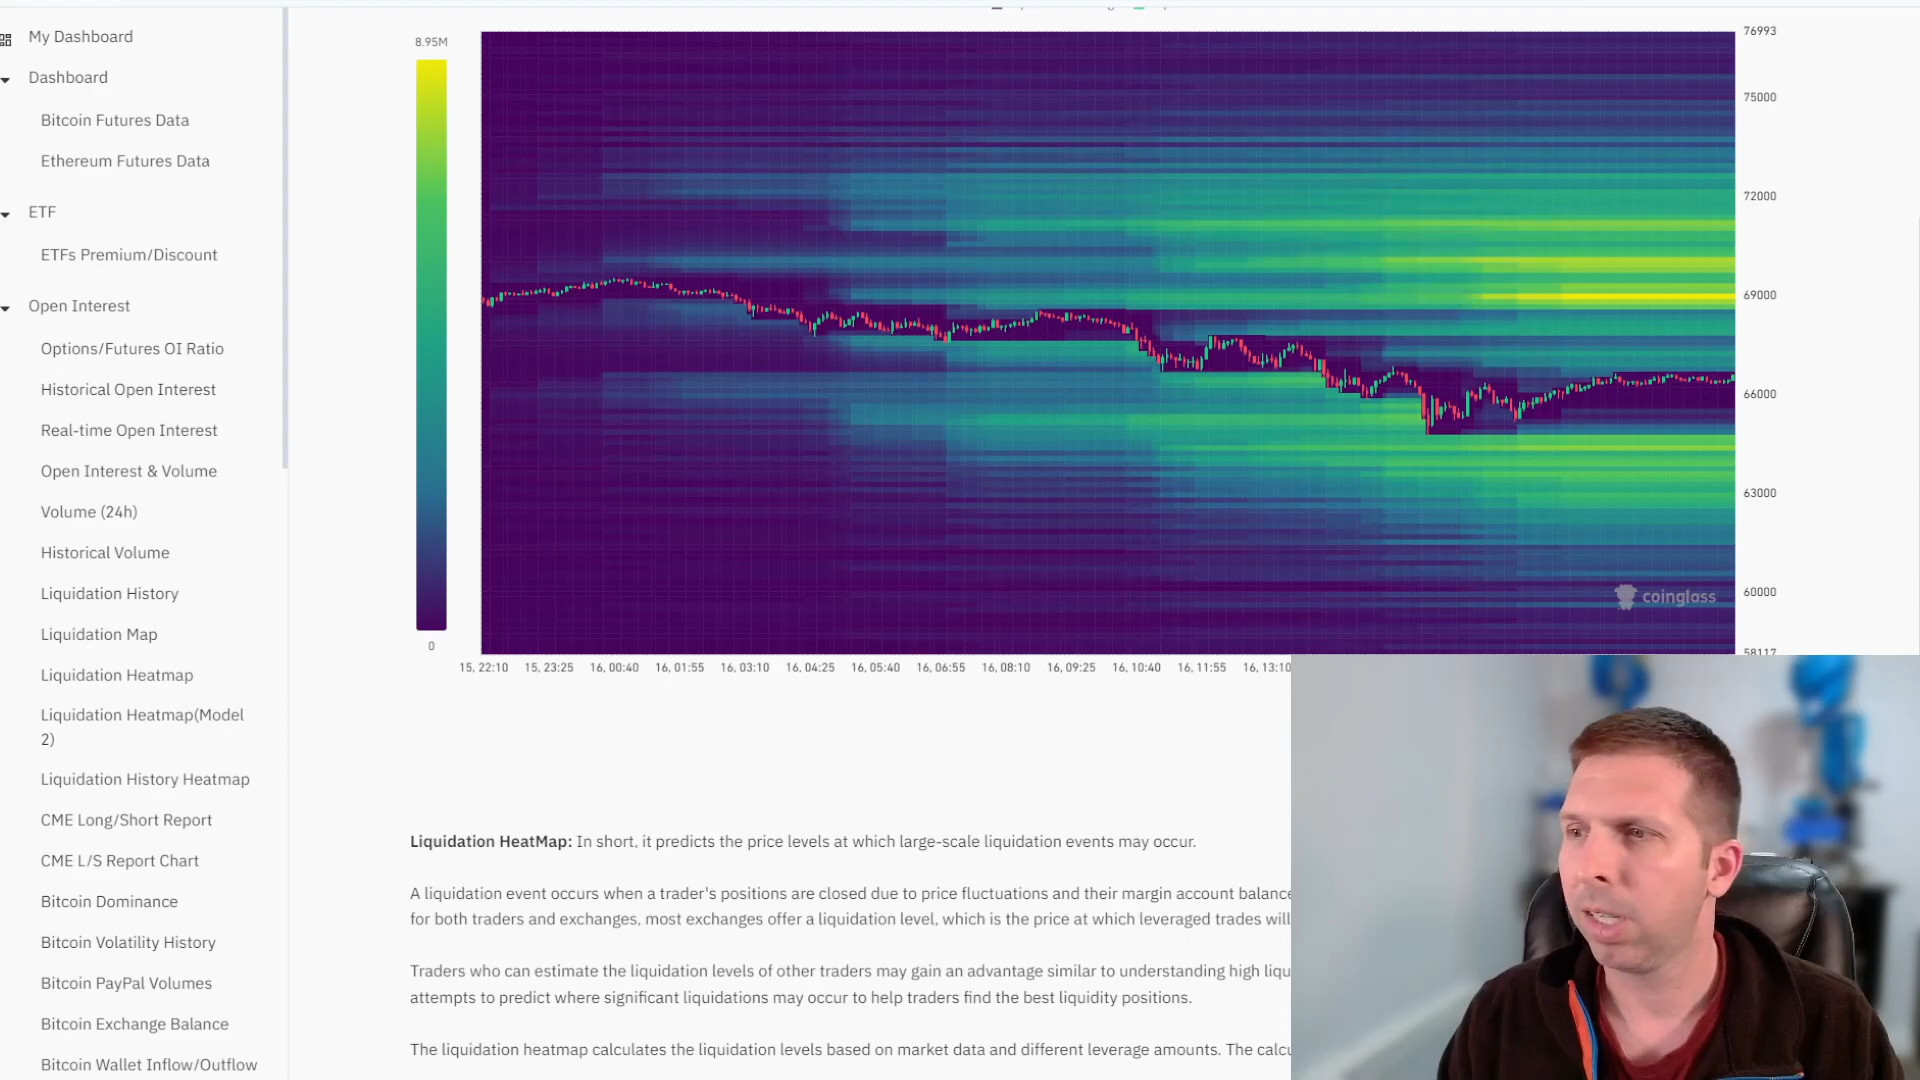 My Dashboard
Dashboard
Bitcoin Futures Data
Ethereum Futures Data
ETF
ETFs Premium/Discount
Open Interest
Options/Futures OI Ratio
Historical Open Interest
Real-time Open Interest
Open Interest & Volume
Volume (24h)
Historical Volume
Liquidation History
Liquidation Map
Liquidation Heatmap
Liquidation Heatmap(Model
2)
Liquidation History Heatmap
CME Long/Short Report
CME L/S Report Chart
Bitcoin Dominance
Bitcoin Volatility History
Bitcoin PayPal Volumes
Bitcoin Exchange Balance
Bitcoin Wallet Inflow/Outflow
8.95M
0
76993
75000
72000
69000
66000
63000
60000
58117
coinglass
15, 22:10 15, 23:25 16, 00:40 16, 01:55 16, 03:10 16, 04:25 16, 05:40 16, 06:55 16, 08:10 16, 09:25 16, 10:40 16, 11:55 16, 13:10
Liquidation HeatMap: In short, it predicts the price levels at which large-scale liquidation events may occur.
A liquidation event occurs when a trader's positions are closed due to price fluctuations and their margin account balance
for both traders and exchanges, most exchanges offer a liquidation level, which is the price at which leveraged trades will
Traders who can estimate the liquidation levels of other traders may gain an advantage similar to understanding high liqu
attempts to predict where significant liquidations may occur to help traders find the best liquidity positions.
The liquidation heatmap calculates the liquidation levels based on market data and different leverage amounts. The calcu